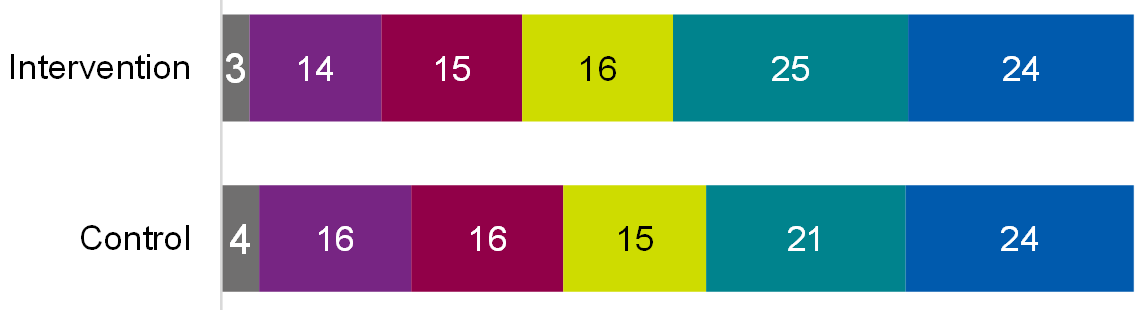 Intervention 3 14 15 16 25 24
Control 4 16 16 15 21 24